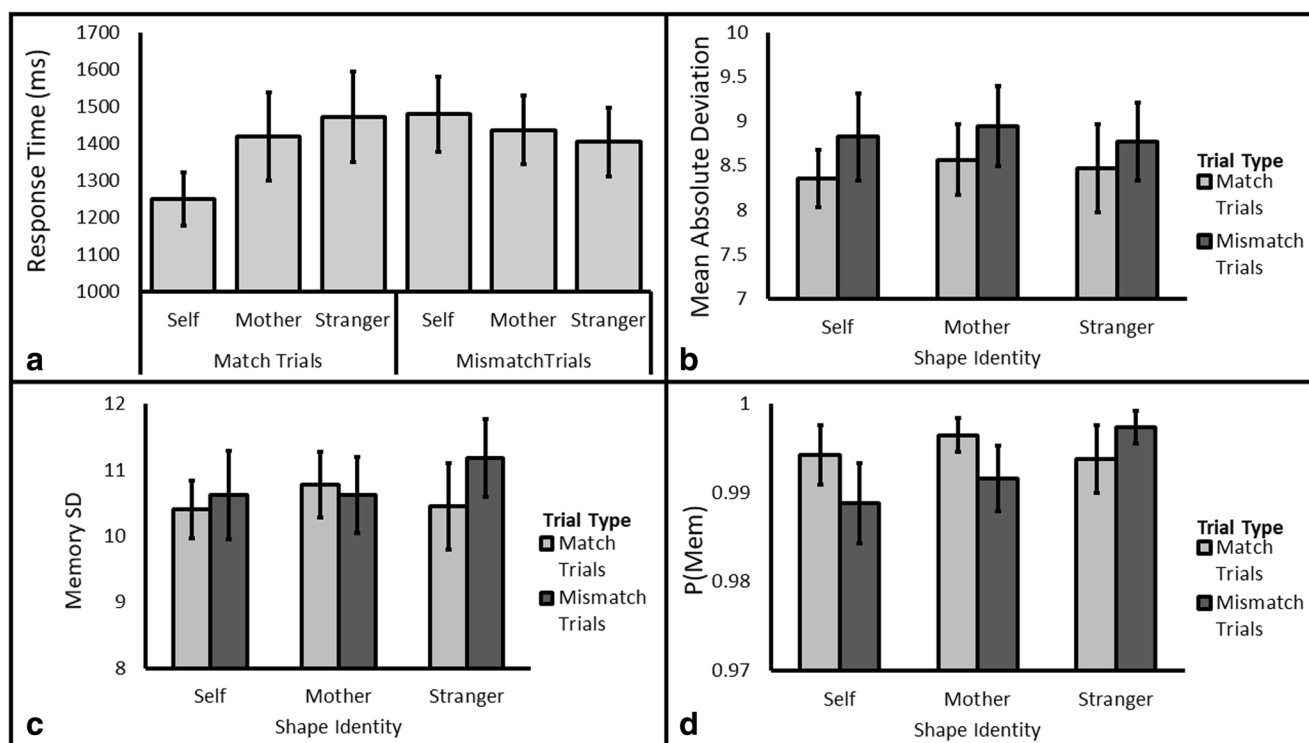 1700
1600
1500
1400
1300
1200
1100
1000
Response Time (ms)
Self Mother Stranger Self Mother Stranger
Match Trials MismatchTrials
a
10
9.5
9
8.5
8
7.5
7
Mean Absolute Deviation
Self Mother Stranger
Shape Identity
Trial Type
Match
Trials
Mismatch
Trials
b
12
11
10
9
8
Memory SD
Self Mother Stranger
Shape Identity
Trial Type
Match
Trials
Mismatch
Trials
c
1
0.99
0.98
0.97
P(Mem)
Self Mother Stranger
Shape Identity
Trial Type
Match
Trials
Mismatch
Trials
d